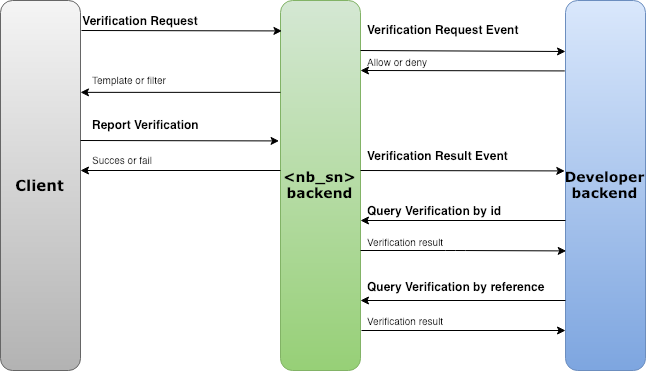 Verification Request
Verification Request Event
Allow or deny
Template or filter
Report Verification
Succes or fail
Verification Result Event
Client
<nb_sn>
backend
Developer
backend
Query Verification by id
Verification result
Query Verification by reference
Verification result